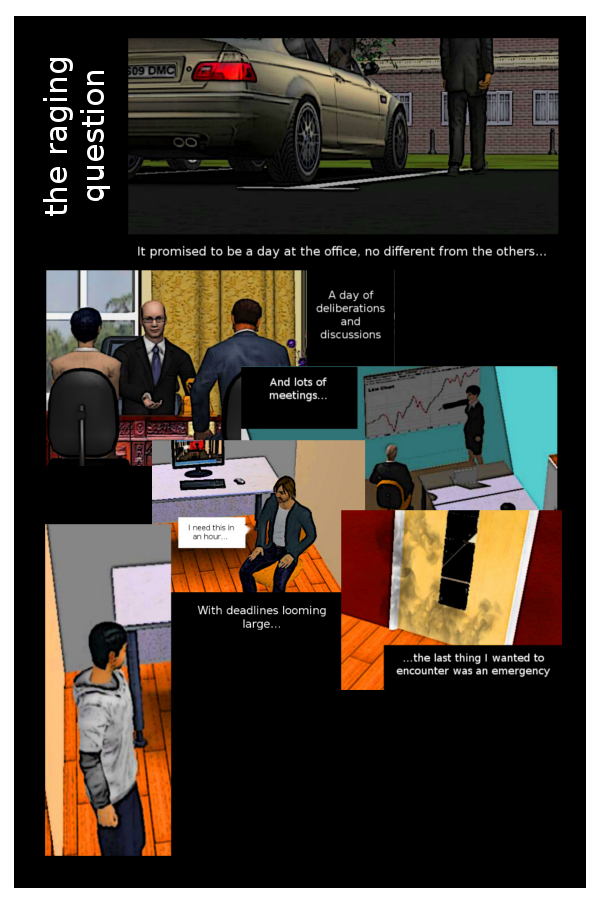 the raging
question
S09 DMC
It promised to be a day at the office, no different from the others...
A day of
deliberations
and
discussions
And lots of
meetings...
I need this in
an hour...
With deadlines looming
large...
...the last thing I wanted to
encounter was an emergency